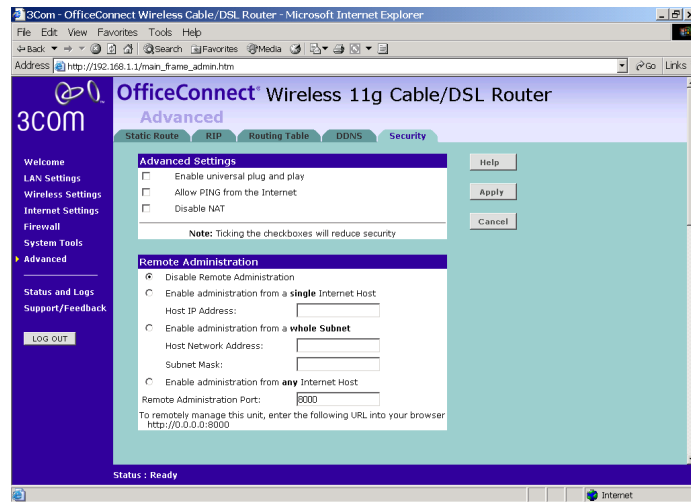 3Com - OfficeConnect Wireless Cable/DSL Router - Microsoft Internet Explorer
File Edit View Favorites Tools Help
Back Search Favorites Media
Address http://192.168.1.1/main_frame_admin.htm Go Links
3COM
OfficeConnect® Wireless 11g Cable/DSL Router
Advanced
Static Route RIP Routing Table DDNS Security
Welcome
LAN Settings
Wireless Settings
Internet Settings
Firewall
System Tools
Advanced
Status and Logs
Support/Feedback
LOG OUT
Advanced Settings
Enable universal plug and play
Allow PING from the Internet
Disable NAT
Note: Ticking the checkboxes will reduce security
Help
Apply
Cancel
Remote Administration
Disable Remote Administration
Enable administration from a single Internet Host
Host IP Address:
Enable administration from a whole Subnet
Host Network Address:
Subnet Mask:
Enable administration from any Internet Host
Remote Administration Port: 8000
To remotely manage this unit, enter the following URL into your browser
http://0.0.0.0:8000
Status : Ready
Internet